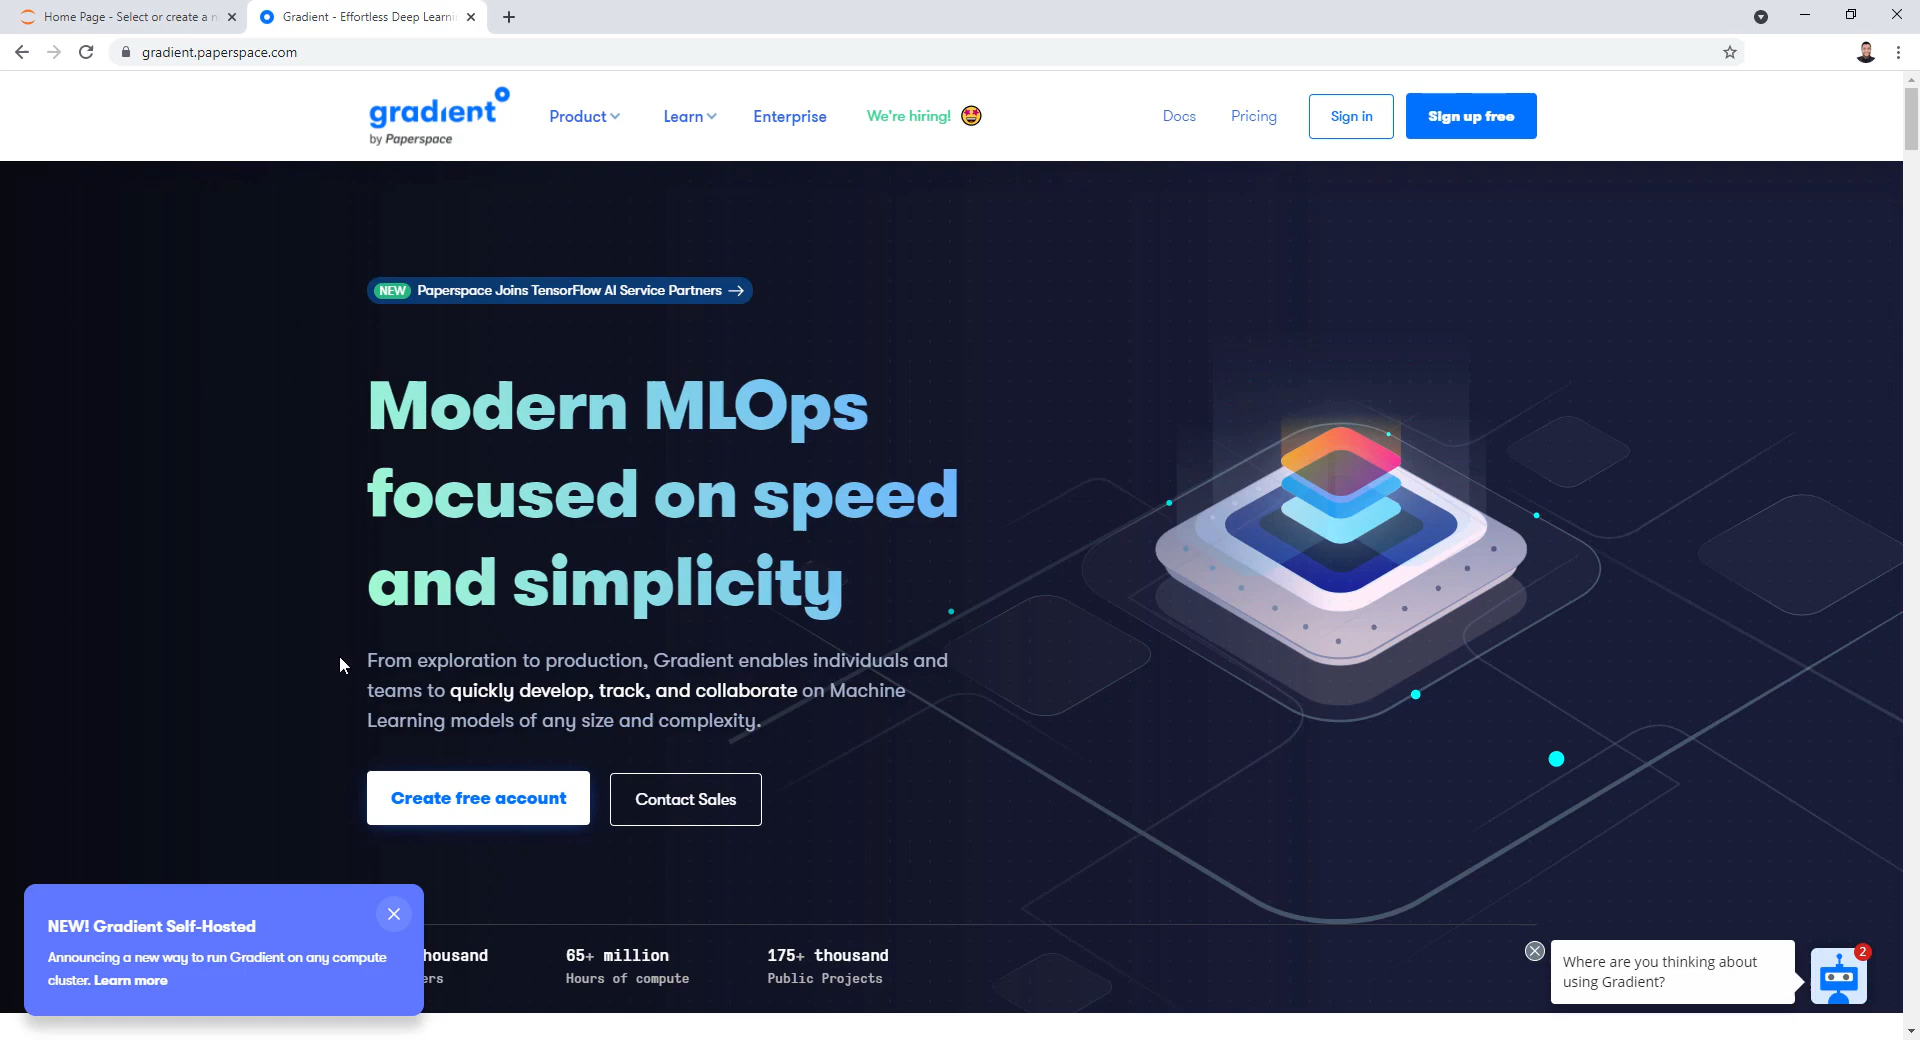 Home Page - Select or create a n
Gradient - Effortless Deep Learni
gradient.paperspace.com
gradient
by Paperspace
Product
Learn
Enterprise
We're hiring!
Docs
Pricing
Sign in
Sign up free
NEW Paperspace Joins TensorFlow AI Service Partners →
Modern MLOps
focused on speed
and simplicity
From exploration to production, Gradient enables individuals and
teams to quickly develop, track, and collaborate on Machine
Learning models of any size and complexity.
Create free account
Contact Sales
NEW! Gradient Self-Hosted
Announcing a new way to run Gradient on any compute
cluster. Learn more
65+ million
Hours of compute
175+ thousand
Public Projects
Where are you thinking about
using Gradient?
2